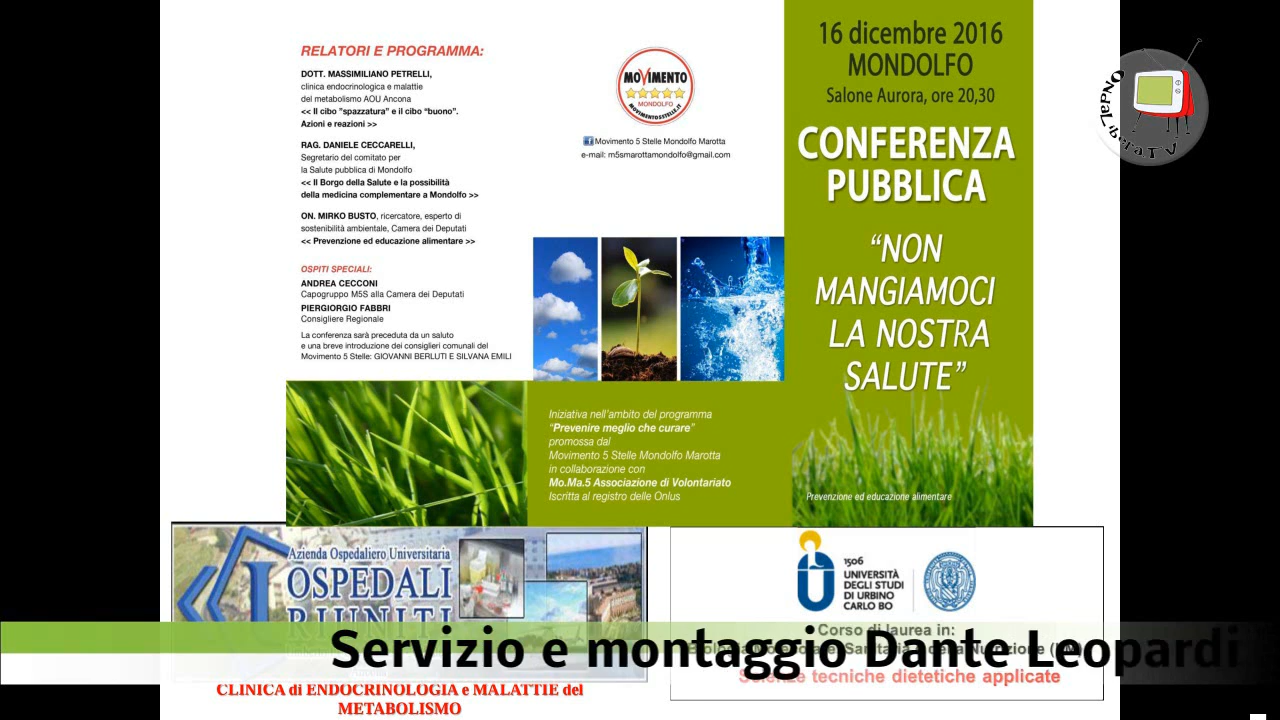 RELATORI E PROGRAMMA:
DOTT. MASSIMILIANO PETRELLI,
clinica endocrinologica e malattie
del metabolismo AOU Ancona
<< Il cibo "spazzatura" e il cibo “buono”.
Azioni e reazioni >>
RAG. DANIELE CECCARELLI,
Segretario del comitato per
la Salute pubblica di Mondolfo
<< Il Borgo della Salute e la possibilità
della medicina complementare a Mondolfo >>
ON. MIRKO BUSTO, ricercatore, esperto di
sostenibilità ambientale, Camera dei Deputati
<< Prevenzione ed educazione alimentare >>
OSPITI SPECIALI:
ANDREA CECCONI
Capogruppo M5S alla Camera dei Deputati
PIERGIORGIO FABBRI
Consigliere Regionale
La conferenza sarà preceduta da un saluto
e una breve introduzione dei consiglieri comunali del
Movimento 5 Stelle: GIOVANNI BERLUTI E SILVANA EMILI
MOVIMENTO
MONDOLFO
MOVIMENTO5STELLE.IT
Movimento 5 Stelle Mondolfo Marotta
e-mail: m5smarottamondolfo@gmail.com
Iniziativa nell'ambito del programma
“Prevenire meglio che curare”
promossa dal
Movimento 5 Stelle Mondolfo Marotta
in collaborazione con
Mo.Ma.5 Associazione di Volontariato
Iscritta al registro delle Onlus
16 dicembre 2016
MONDOLFO
Salone Aurora, ore 20,30
CONFERENZA
PUBBLICA
“NON
MANGIAMOCI
LA NOSTRA
SALUTE”
Prevenzione ed educazione alimentare
OndaLibera.TV
Azienda Ospedaliero Universitaria
OSPEDALI
RIUNITI
CLINICA di ENDOCRINOLOGIA e MALATTIE del
METABOLISMO
1506
UNIVERSITÀ
DEGLI STUDI
DI URBINO
CARLO BO
Corso di laurea in:
Scienze tecniche dietetiche applicate
Servizio e montaggio Dante Leopardi